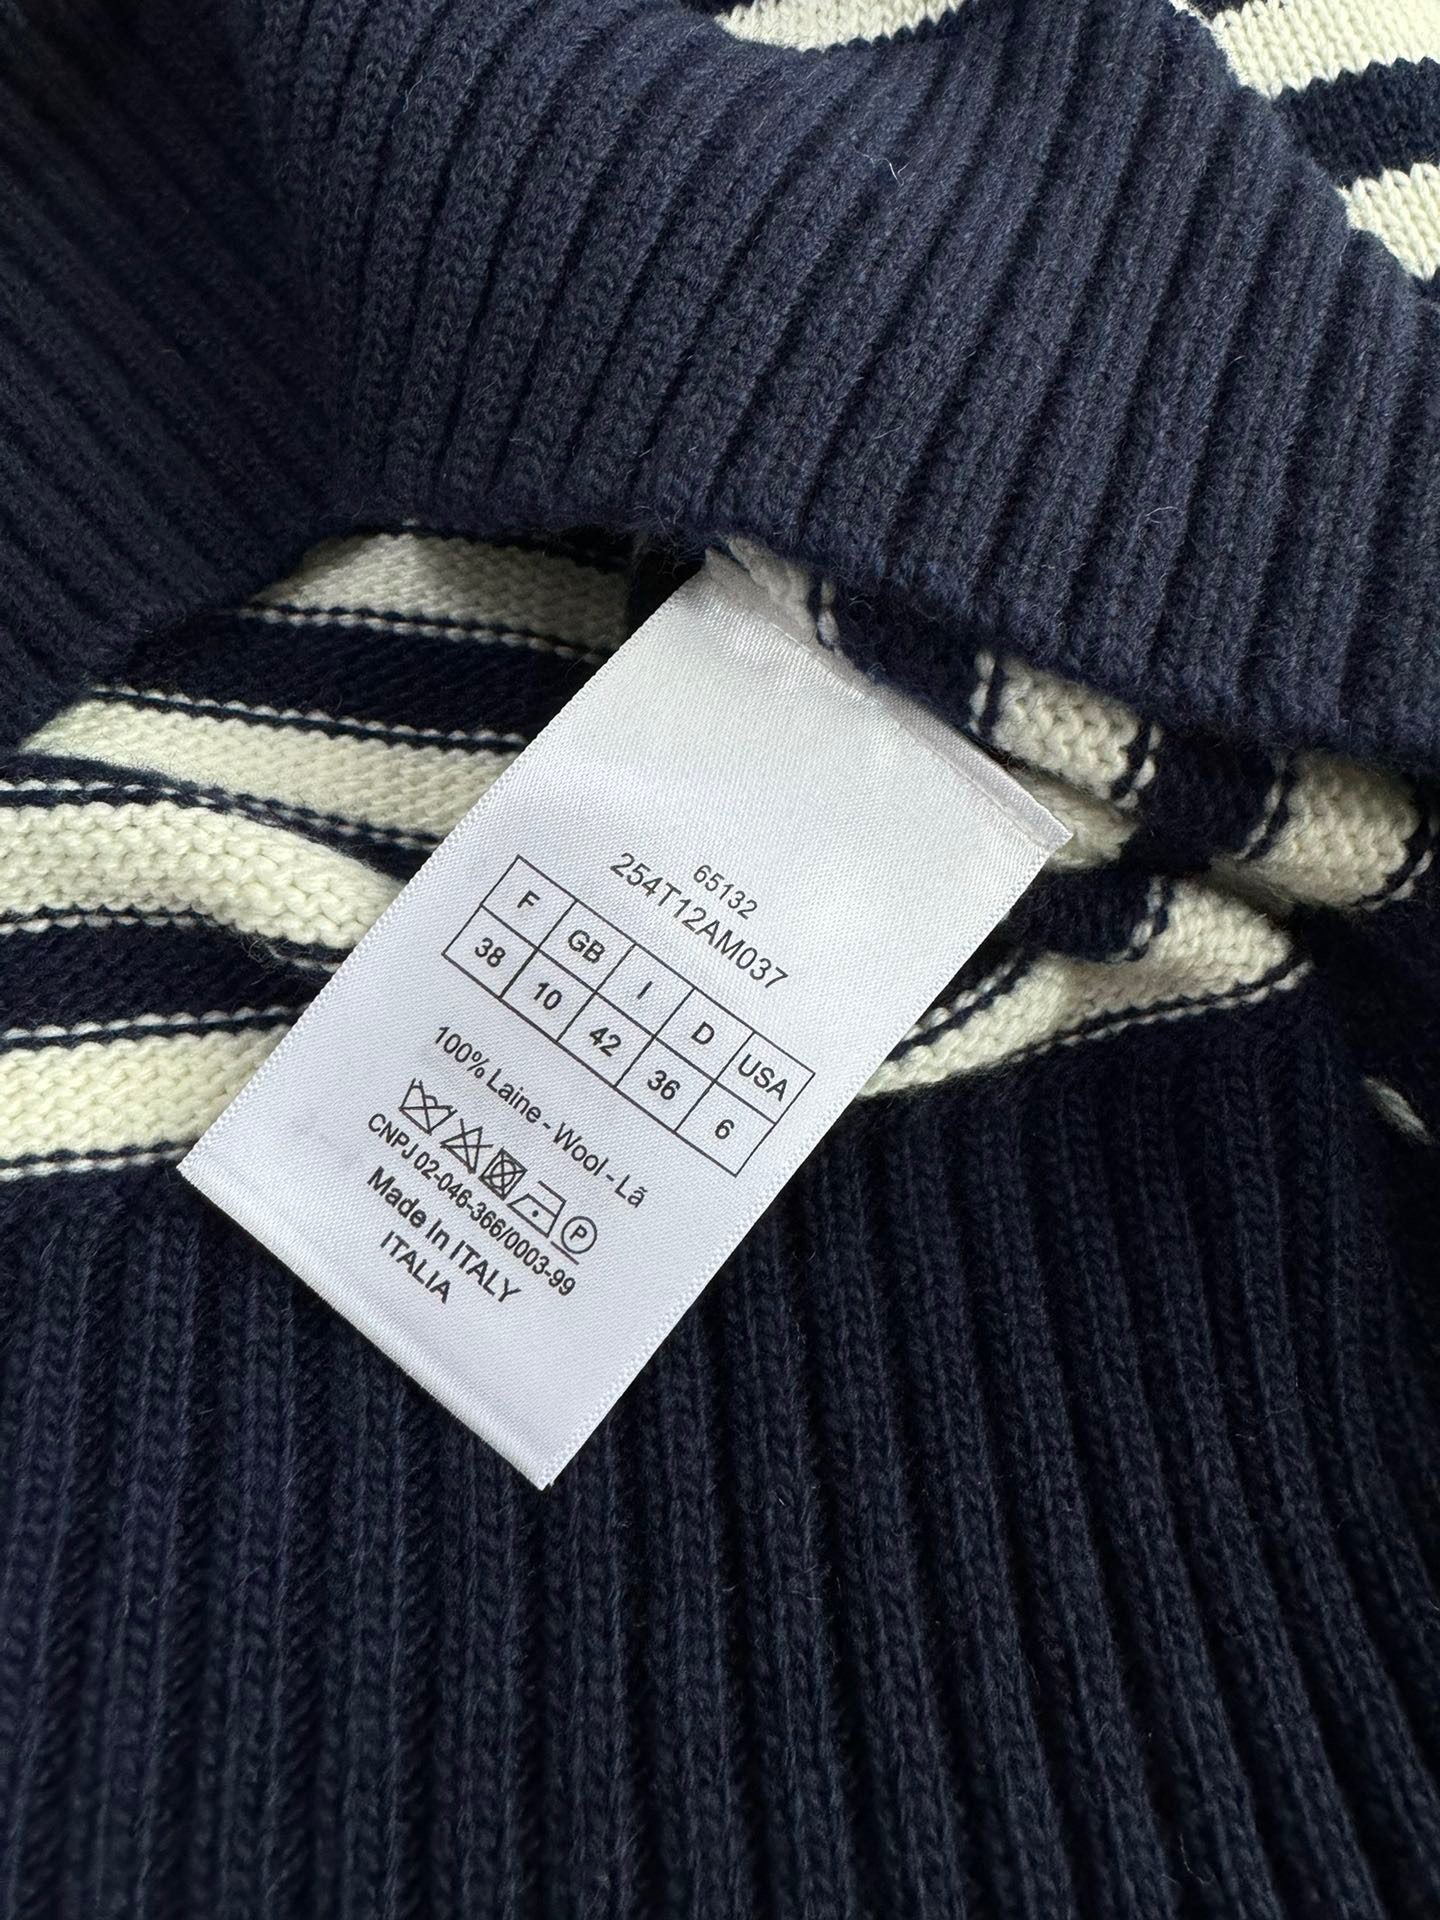 65132
254T12AM037
F GB I D USA
38 10 42 36 6
100% Laine - Wool - Lã
P
CNPJ 02-046-366/0003-99
Made In ITALY
ITALIA